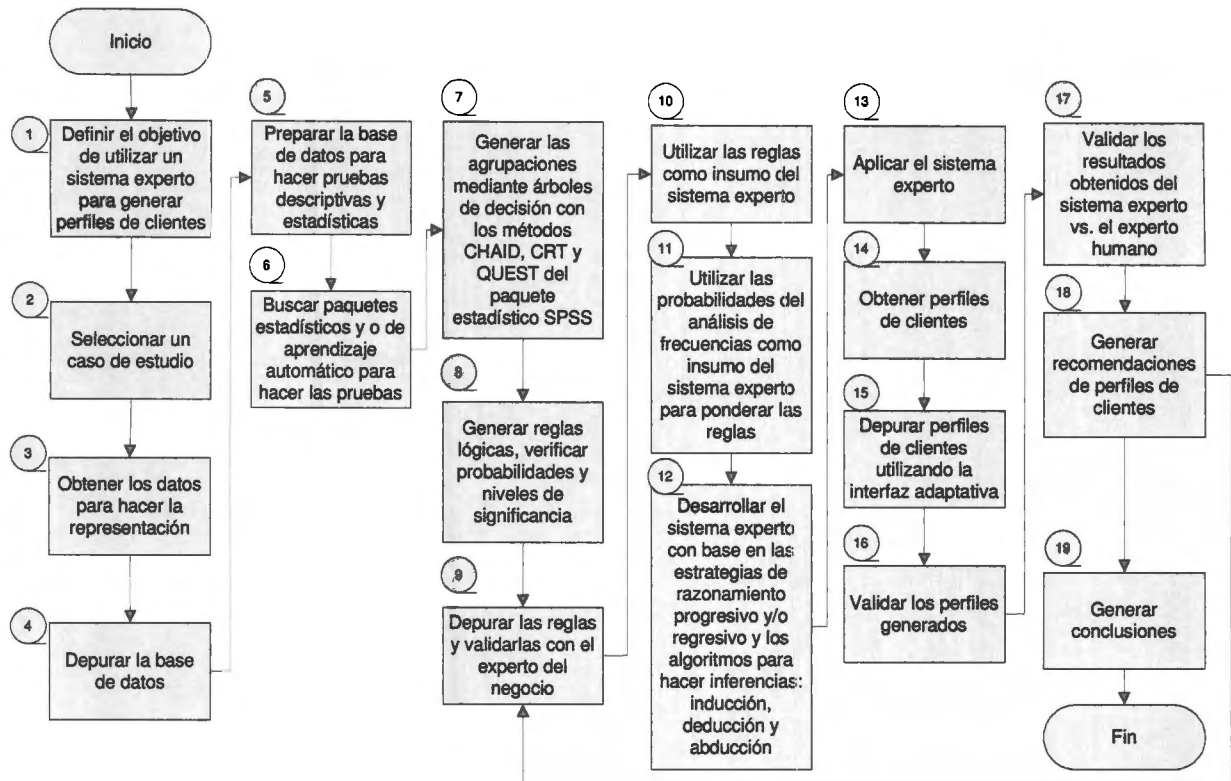 Inicio
1
Definir el objetivo
de utilizar un
sistema experto
para generar
perfiles de clientes
2
Seleccionar un
caso de estudio
3
Obtener los datos
para hacer la
representación
4
Depurar la base
de datos
5
Preparar la base
de datos para
hacer pruebas
descriptivas y
estadísticas
6
Buscar paquetes
estadísticos y o de
aprendizaje
automático para
hacer las pruebas
7
Generar las
agrupaciones
mediante árboles
de decisión con
los métodos
CHAID, CRT y
QUEST del
paquete
estadístico SPSS
8
Generar reglas
lógicas, verificar
probabilidades y
niveles de
significancia
9
Depurar las reglas
y validarlas con el
experto del
negocio
10
Utilizar las reglas
como insumo del
sistema experto
11
Utilizar las
probabilidades del
análisis de
frecuencias como
insumo del
sistema experto
para ponderar las
reglas
12
Desarrollar el
sistema experto
con base en las
estrategias de
razonamiento
progresivo y/o
regresivo y los
algoritmos para
hacer inferencias:
inducción,
deducción y
abducción
13
Aplicar el sistema
experto
14
Obtener perfiles
de clientes
15
Depurar perfiles
de clientes
utilizando la
interfaz adaptativa
16
Validar los perfiles
generados
17
Validar los
resultados
obtenidos del
sistema experto
vs. el experto
humano
18
Generar
recomendaciones
de perfiles de
clientes
19
Generar
conclusiones
Fin